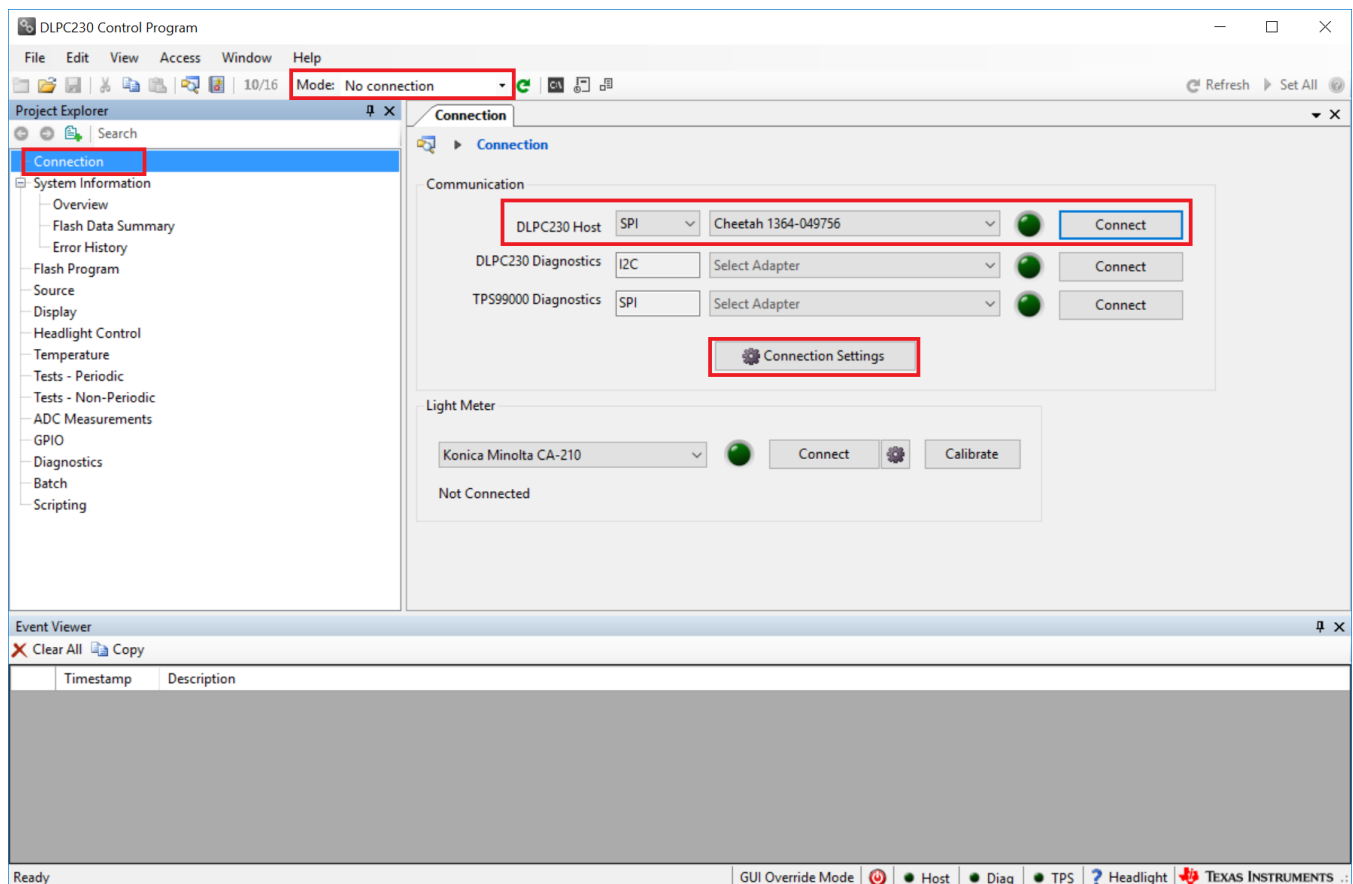 DLPC230 Control Program
File Edit View Access Window Help
10/16 Mode: No connection Refresh Set All
Project Explorer
Search
Connection
System Information
Overview
Flash Data Summary
Error History
Flash Program
Source
Display
Headlight Control
Temperature
Tests - Periodic
Tests - Non-Periodic
ADC Measurements
GPIO
Diagnostics
Batch
Scripting
Connection
Connection
Communication
DLPC230 Host SPI Cheetah 1364-049756 Connect
DLPC230 Diagnostics I2C Select Adapter Connect
TPS99000 Diagnostics SPI Select Adapter Connect
Connection Settings
Light Meter
Konica Minolta CA-210 Connect Calibrate
Not Connected
Event Viewer
Clear All Copy
Timestamp Description
Ready GUI Override Mode Host Diag TPS ? Headlight TEXAS INSTRUMENTS